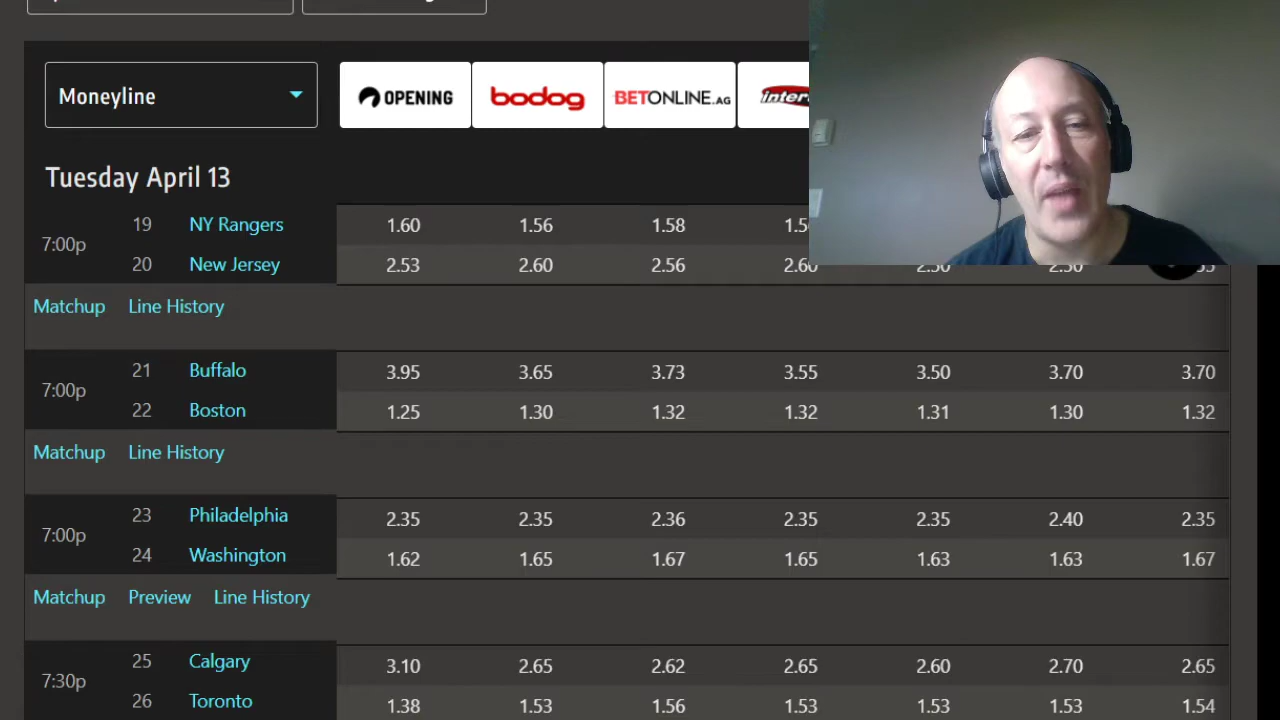 Moneyline OPENING bodog BETONLINE.AG
Tuesday April 13
19 NY Rangers 1.60 1.56 1.58
7:00p
20 New Jersey 2.53 2.60 2.56 2.60 2.50 2.50
Matchup Line History
21 Buffalo 3.95 3.65 3.73 3.55 3.50 3.70 3.70
7:00p
22 Boston 1.25 1.30 1.32 1.32 1.31 1.30 1.32
Matchup Line History
23 Philadelphia 2.35 2.35 2.36 2.35 2.35 2.40 2.35
7:00p
24 Washington 1.62 1.65 1.67 1.65 1.63 1.63 1.67
Matchup Preview Line History
25 Calgary 3.10 2.65 2.62 2.65 2.60 2.70 2.65
7:30p
26 Toronto 1.38 1.53 1.56 1.53 1.53 1.53 1.54